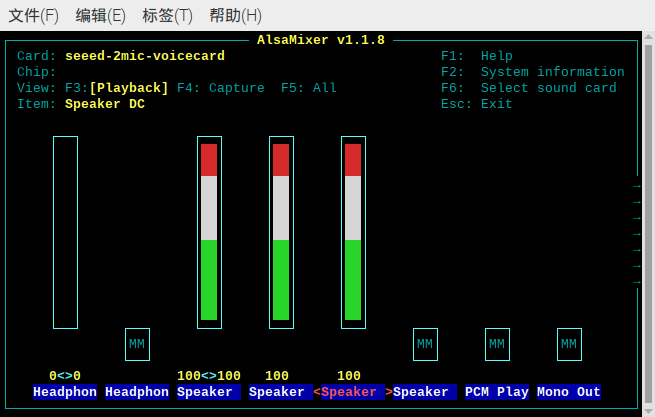 文件(F) 编辑(E) 标签(T) 帮助(H)
AlsaMixer v1.1.8
Card: seeed-2mic-voicecard F1: Help
Chip: F2: System information
View: F3:[Playback] F4: Capture F5: All F6: Select sound card
Item: Speaker DC Esc: Exit
MM MM MM MM
0<>0 100<>100 100 100
Headphon Headphon Speaker Speaker <Speaker >Speaker PCM Play Mono Out